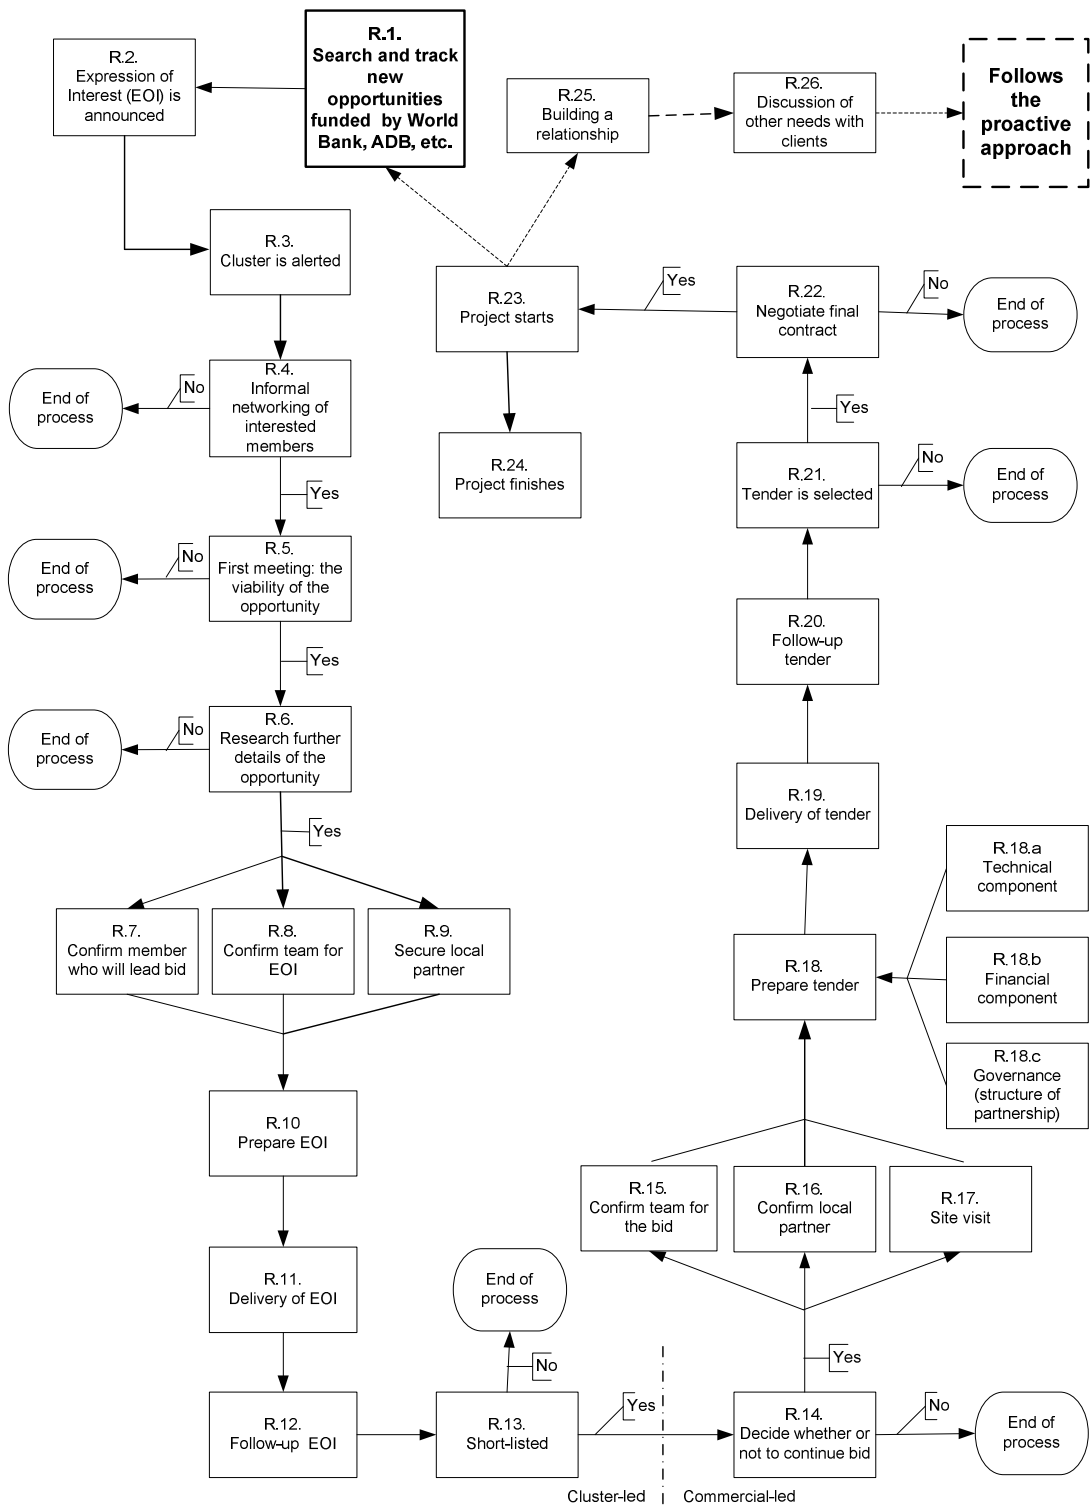 R.1.
Search and track
new
opportunities
funded by World
Bank, ADB, etc.
R.2.
Expression of
Interest (EOI) is
announced
R.3.
Cluster is alerted
R.4.
Informal
networking of
interested
members
No
End of
process
Yes
R.5.
First meeting: the
viability of the
opportunity
No
End of
process
Yes
R.6.
Research further
details of the
opportunity
No
End of
process
Yes
R.7.
Confirm member
who will lead bid
R.8.
Confirm team for
EOI
R.9.
Secure local
partner
R.10
Prepare EOI
R.11.
Delivery of EOI
R.12.
Follow-up EOI
R.13.
Short-listed
No
End of
process
Yes
Cluster-led
Commercial-led
R.14.
Decide whether or
not to continue bid
No
End of
process
Yes
R.15.
Confirm team for
the bid
R.16.
Confirm local
partner
R.17.
Site visit
R.18.
Prepare tender
R.18.a
Technical
component
R.18.b
Financial
component
R.18.c
Governance
(structure of
partnership)
R.19.
Delivery of tender
R.20.
Follow-up
tender
R.21.
Tender is selected
No
End of
process
Yes
R.22.
Negotiate final
contract
No
End of
process
Yes
R.23.
Project starts
R.24.
Project finishes
R.25.
Building a
relationship
R.26.
Discussion of
other needs with
clients
Follows
the
proactive
approach